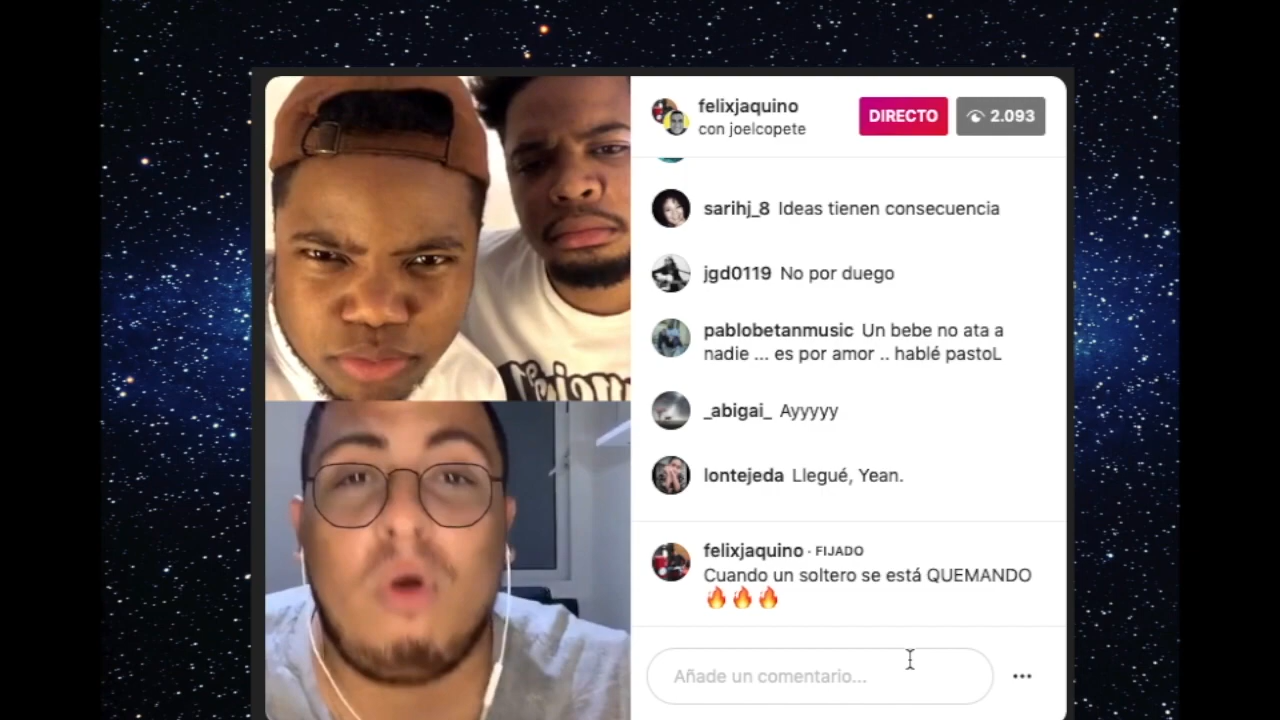 felixjaquino
con joelcopete
DIRECTO
2.093
sarihj_8 Ideas tienen consecuencia
jgd0119 No por duego
pablobetanmusic Un bebe no ata a
nadie ... es por amor .. hablé pastoL
_abigai_ Ayyyyy
lontejeda Llegué, Yean.
felixjaquino · FIJADO
Cuando un soltero se está QUEMANDO
🔥🔥🔥
Añade un comentario...